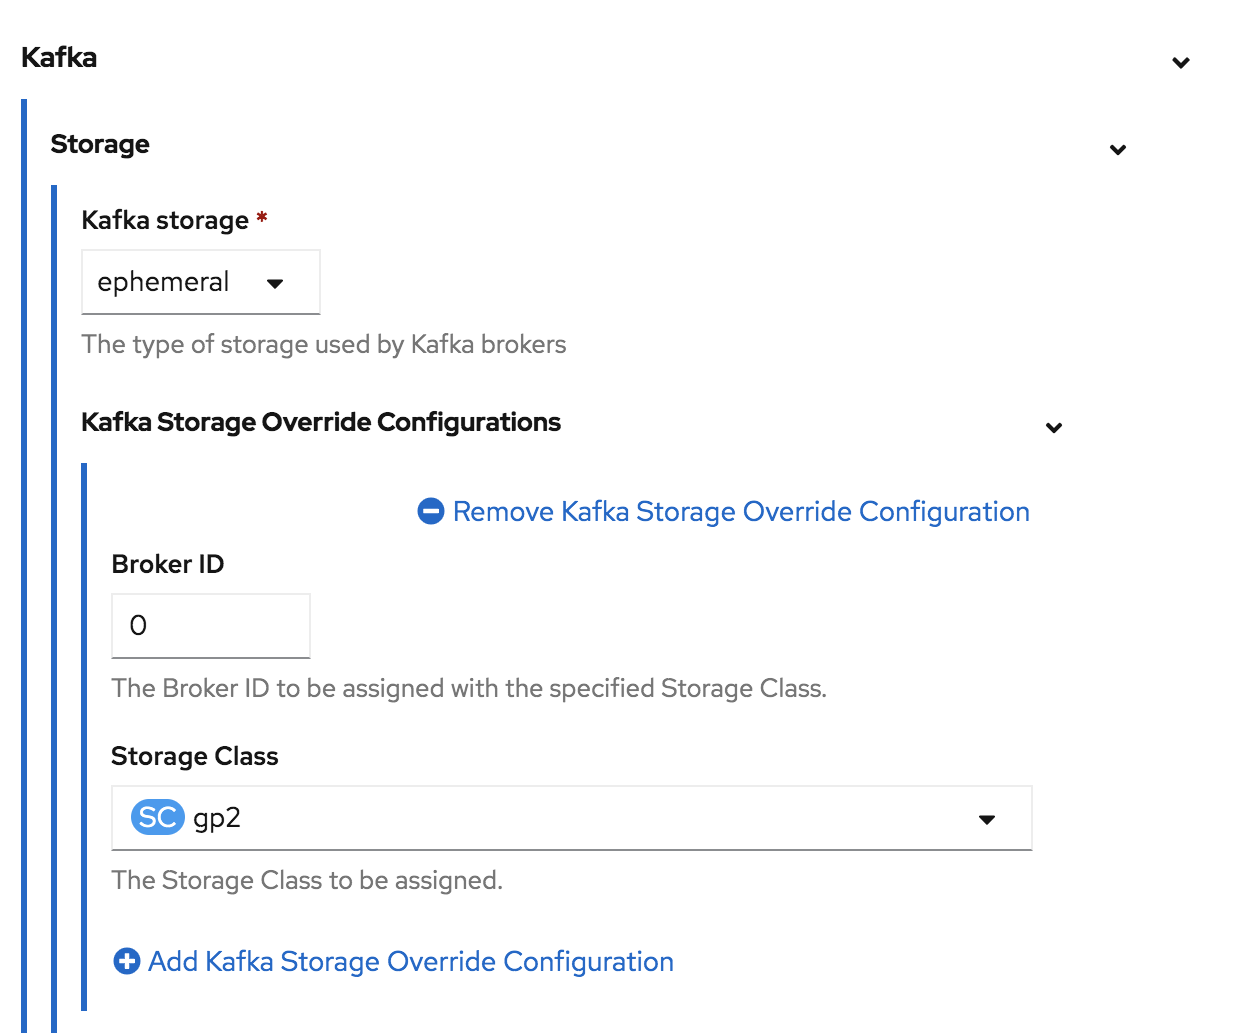 Kafka
Storage
Kafka storage *
ephemeral
The type of storage used by Kafka brokers
Kafka Storage Override Configurations
Remove Kafka Storage Override Configuration
Broker ID
0
The Broker ID to be assigned with the specified Storage Class.
Storage Class
SC gp2
The Storage Class to be assigned.
Add Kafka Storage Override Configuration